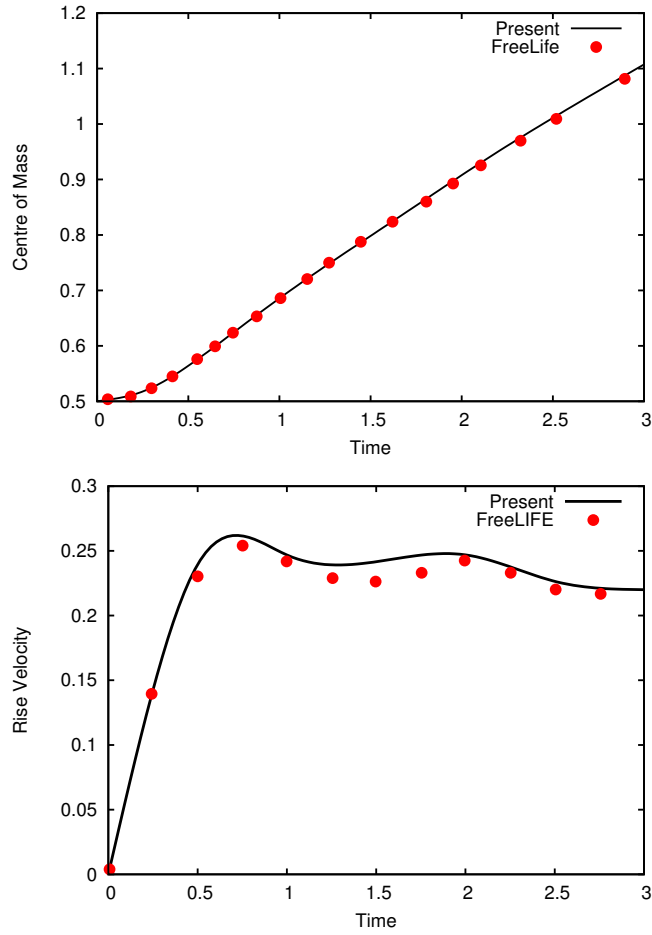 1.2
Present
FreeLife
1.1
1
0.9
Centre of Mass
0.8
0.7
0.6
0.5
0 0.5 1 1.5 2 2.5 3
Time
0.3
Present
FreeLIFE
0.25
0.2
0.15
Rise Velocity
0.1
0.05
0
0 0.5 1 1.5 2 2.5 3
Time